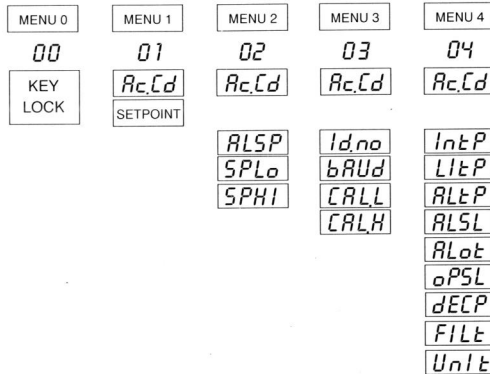 MENU 0 MENU 1 MENU 2 MENU 3 MENU 4
00 01 02 03 04
KEY LOCK Ac.Cd Ac.Cd Ac.Cd Ac.Cd
SETPOINT
ALSP Id.no IntP
SPLo bAUd LItP
SPHI CAL.L ALtP
CAL.H ALSL
ALot
oPSL
dECP
FILt
UnIt